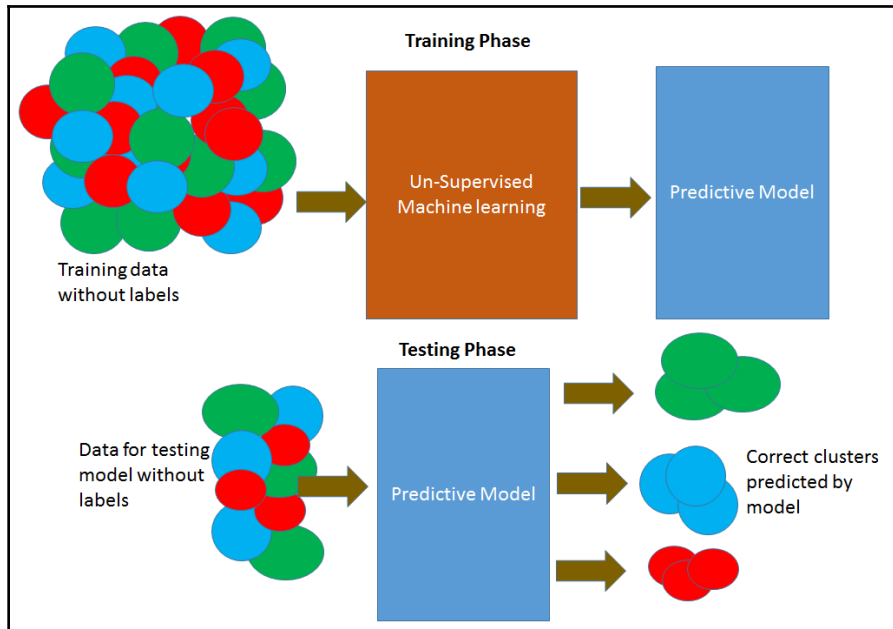 Training Phase
Un-Supervised
Machine learning
Predictive Model
Training data
without labels
Testing Phase
Data for testing
model without
labels
Predictive Model
Correct clusters
predicted by
model